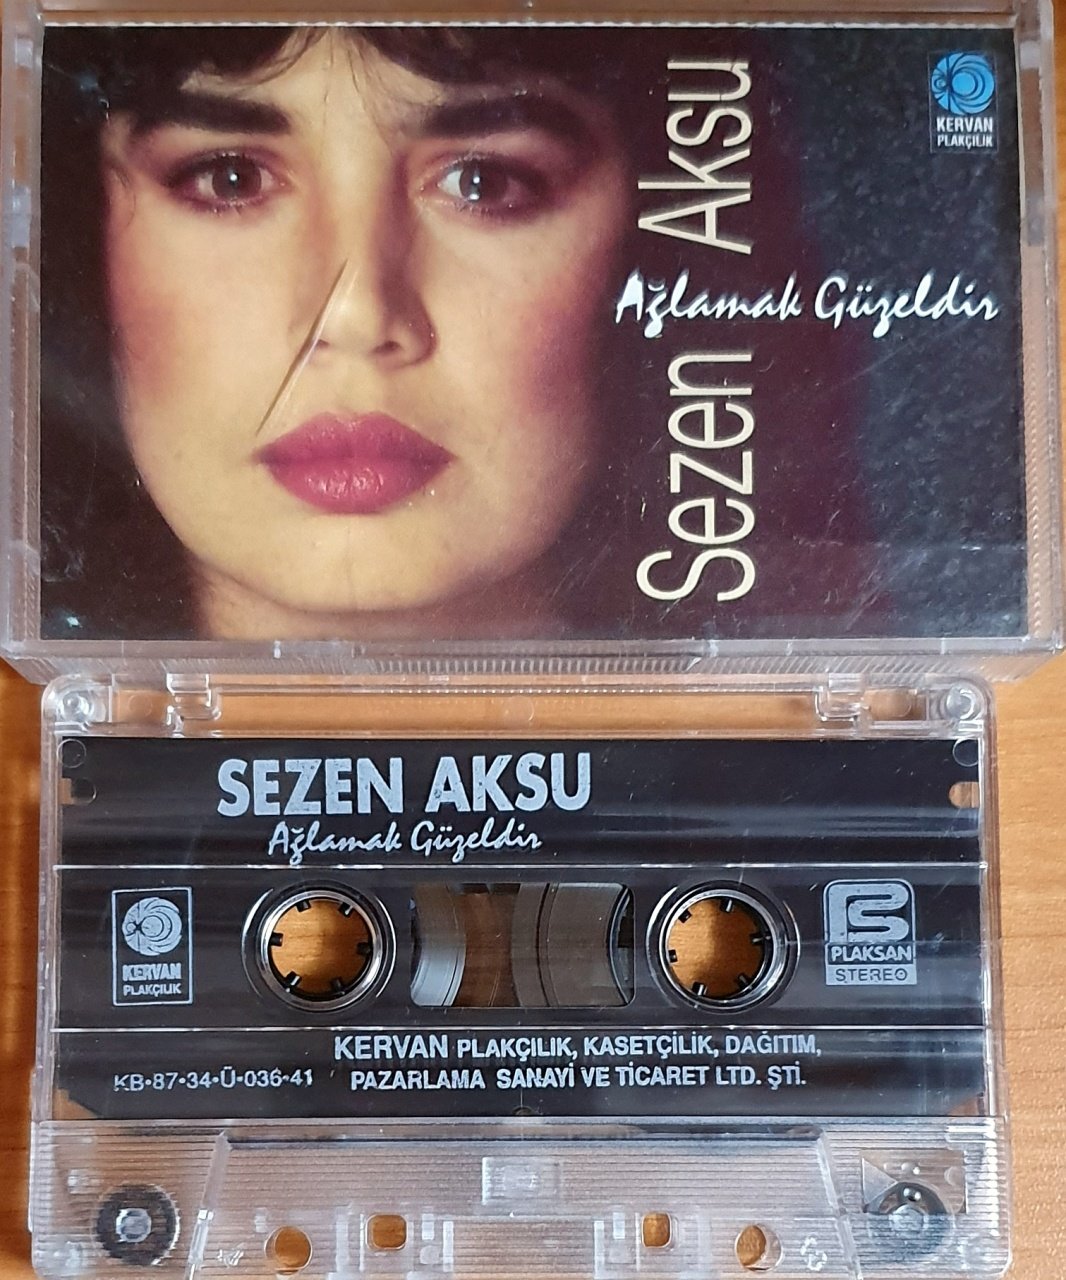 KERVAN
PLAKÇILIK
Sezen Aksu
Ağlamak Güzeldir
SEZEN AKSU
Ağlamak Güzeldir
KERVAN
PLAKÇILIK
PLAKSAN
STEREO
KERVAN PLAKÇILIK, KASETÇİLİK, DAĞITIM,
KB•87•34•Ü•036•41 PAZARLAMA SANAYİ VE TİCARET LTD. ŞTİ.